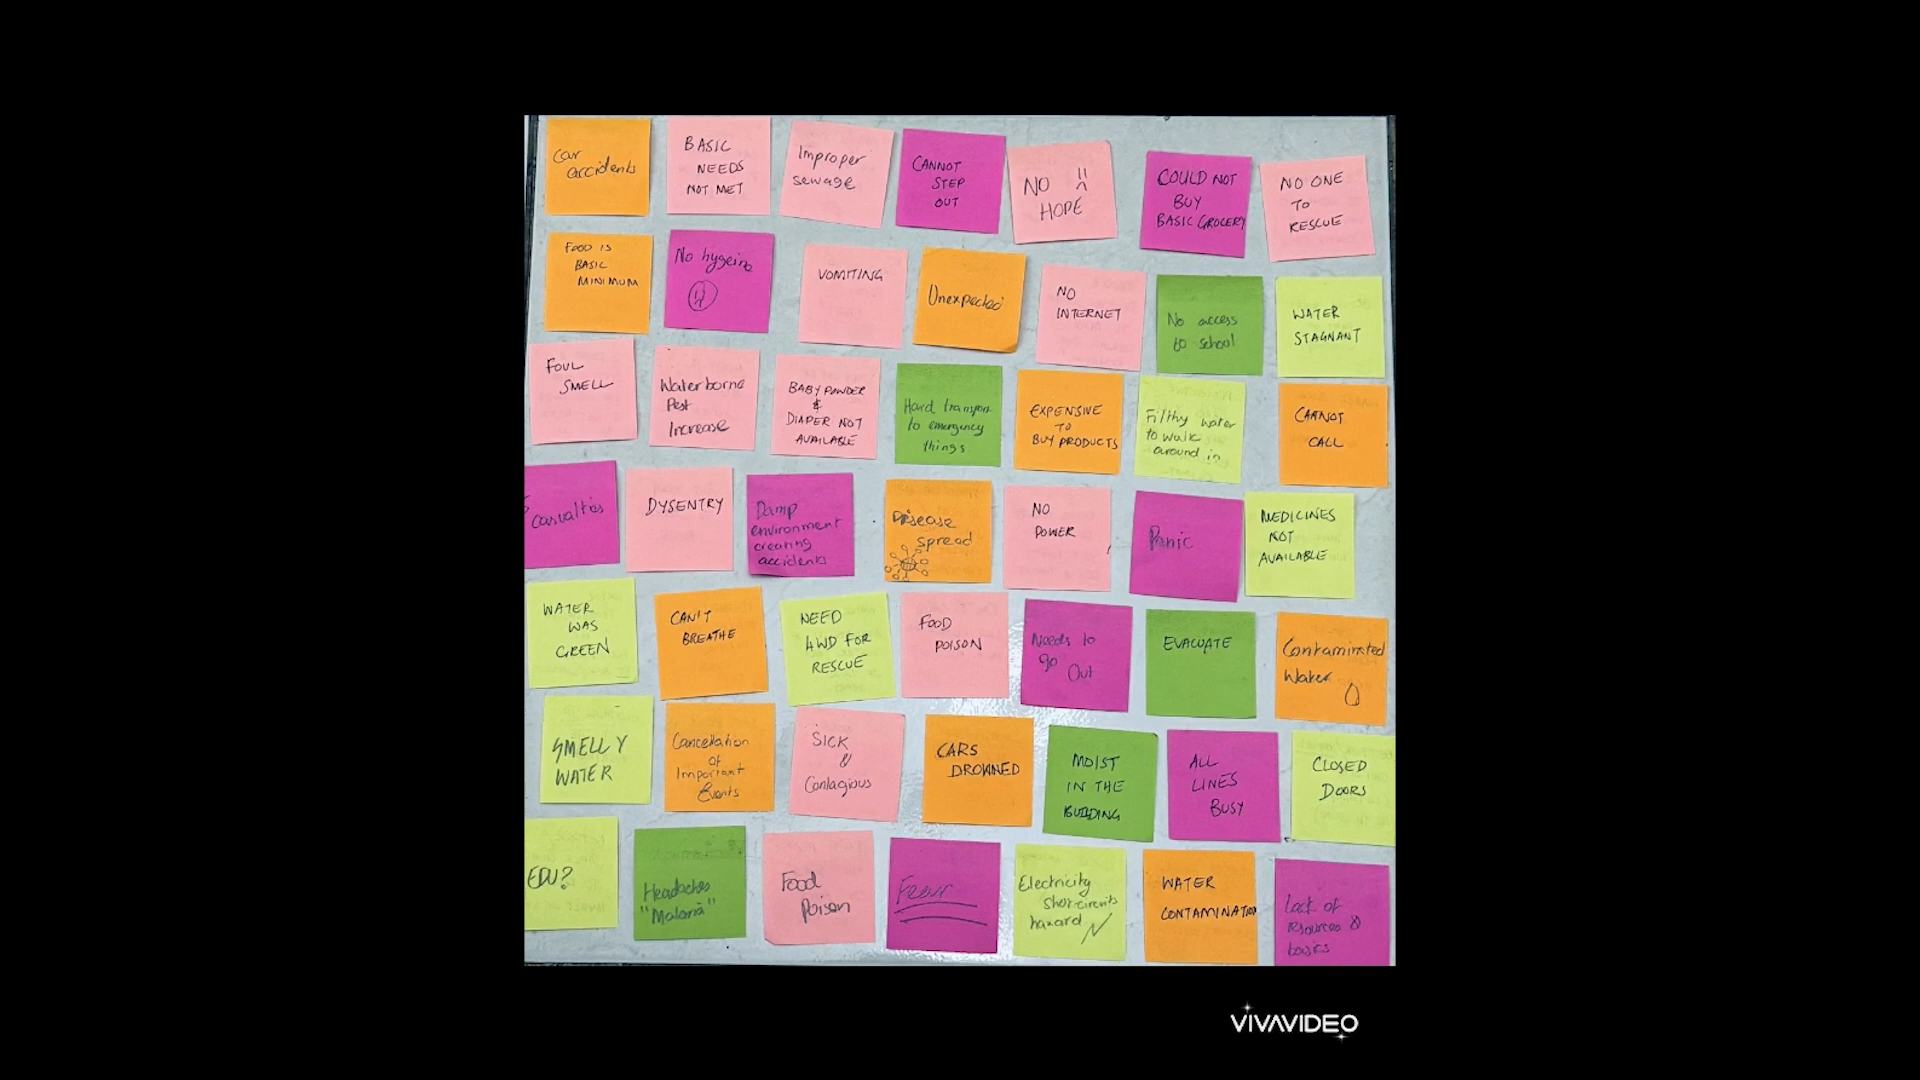 Car
accidents
BASIC
NEEDS
NOT MET
Improper
sewage
CANNOT
STEP
OUT
NO
HOPE
COULD NOT
BUY
BASIC GROCERY
NO ONE
TO
RESCUE
FOOD IS
BASIC
MINIMUM
No hygeine
VOMITING
Unexpected
NO
INTERNET
No access
to school
WATER
STAGNANT
FOUL
SMELL
Waterborne
Pest
Increase
BABY POWDER
&
DIAPER NOT
AVAILABLE
Hard transport
to emergency
things
EXPENSIVE
TO
BUY PRODUCTS
Filthy water
to walk
around in
CANNOT
CALL
Casualties
DYSENTRY
Damp
environment
creating
accidents
Disease
spread
NO
POWER
Panic
MEDICINES
NOT
AVAILABLE
WATER
WAS
GREEN
CAN'T
BREATHE
NEED
4WD FOR
RESCUE
FOOD
POISON
Needs to
go Out
EVACUATE
Contaminated
Water
SMELLY
WATER
Cancellation
of
Important
Events
SICK
&
Contagious
CARS
DROWNED
MOIST
IN THE
BUILDING
ALL
LINES
BUSY
CLOSED
DOORS
EDU?
Headaches
"Malaria"
Food
Poison
Fear
Electricity
Short-circuits
hazard
WATER
CONTAMINATION
Lack of
resources &
basics
VIVAVIDEO